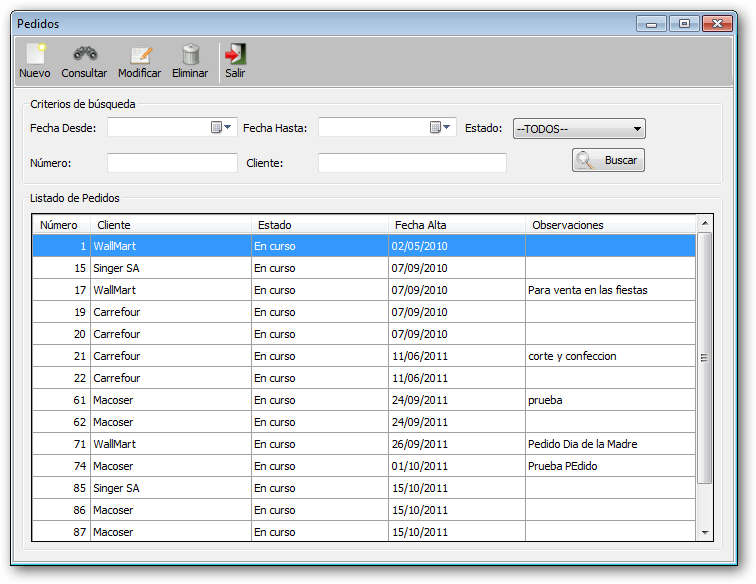 Pedidos
Nuevo Consultar Modificar Eliminar Salir
Criterios de búsqueda
Fecha Desde: Fecha Hasta: Estado: --TODOS--
Número: Cliente: Buscar
Listado de Pedidos
Número Cliente Estado Fecha Alta Observaciones
1 WallMart En curso 02/05/2010
15 Singer SA En curso 07/09/2010
17 WallMart En curso 07/09/2010 Para venta en las fiestas
19 Carrefour En curso 07/09/2010
20 Carrefour En curso 07/09/2010
21 Carrefour En curso 11/06/2011 corte y confeccion
22 Carrefour En curso 11/06/2011
61 Macoser En curso 24/09/2011 prueba
62 Macoser En curso 24/09/2011
71 WallMart En curso 26/09/2011 Pedido Dia de la Madre
74 Macoser En curso 01/10/2011 Prueba PEdido
85 Singer SA En curso 15/10/2011
86 Macoser En curso 15/10/2011
87 Macoser En curso 15/10/2011